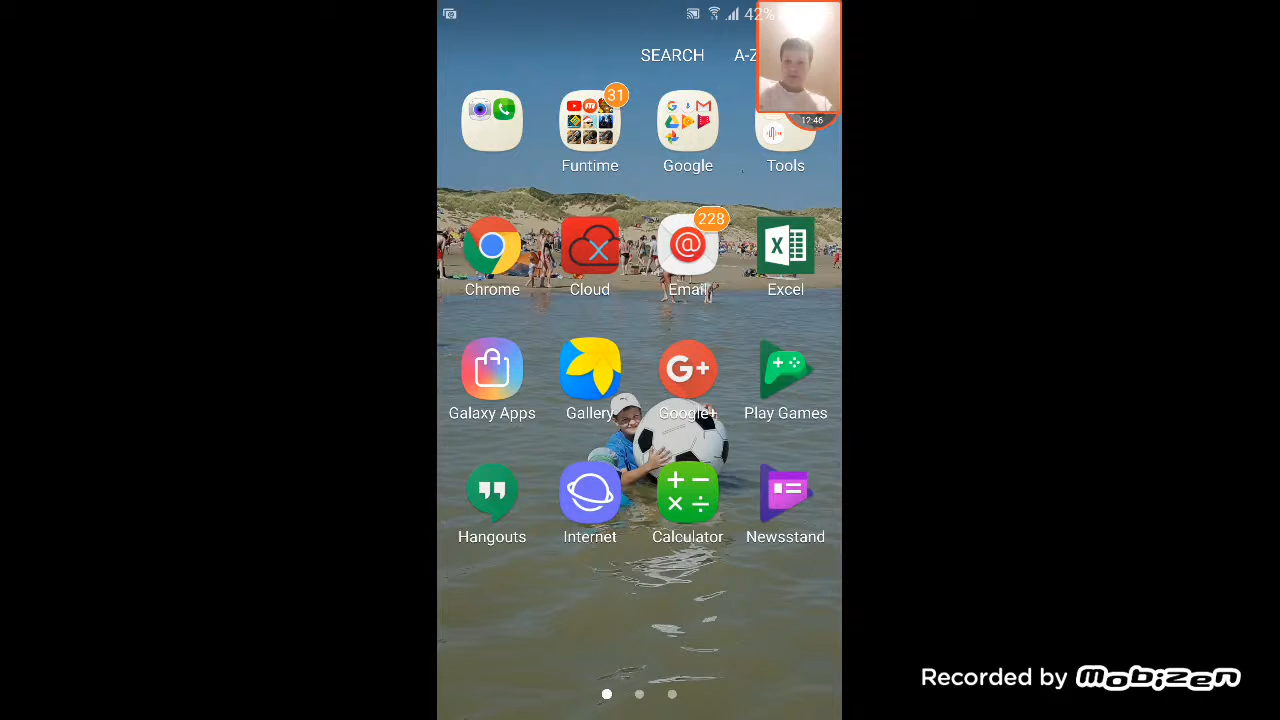 42%
SEARCH A-Z
31
12:46
Funtime Google Tools
228
Chrome Cloud Email Excel
Galaxy Apps Gallery Google+ Play Games
Hangouts Internet Calculator Newsstand
Recorded by mobizen